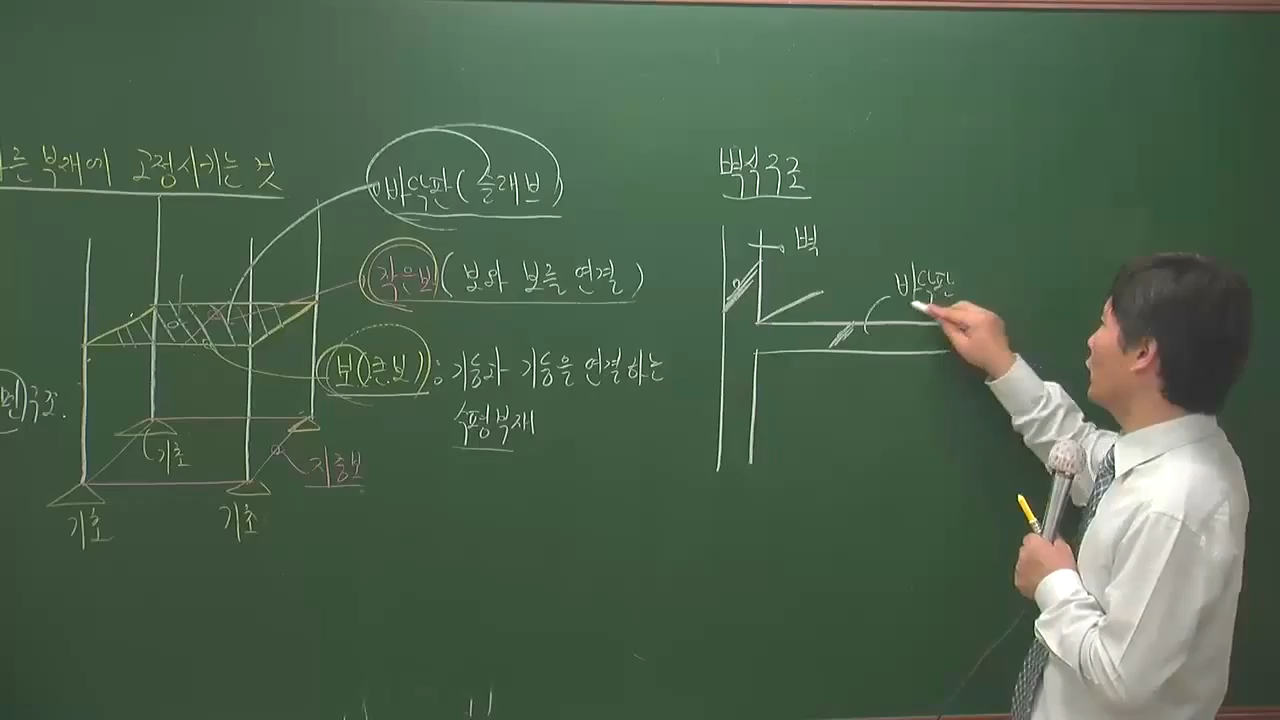 른 부재에 고정시키는 것
바닥판(슬래브)
작은보(보와 보를 연결)
보(큰보) : 기둥과 기둥을 연결하는
수평부재
구조.
기초
지중보
기초
기초
벽식구조
벽
바닥판